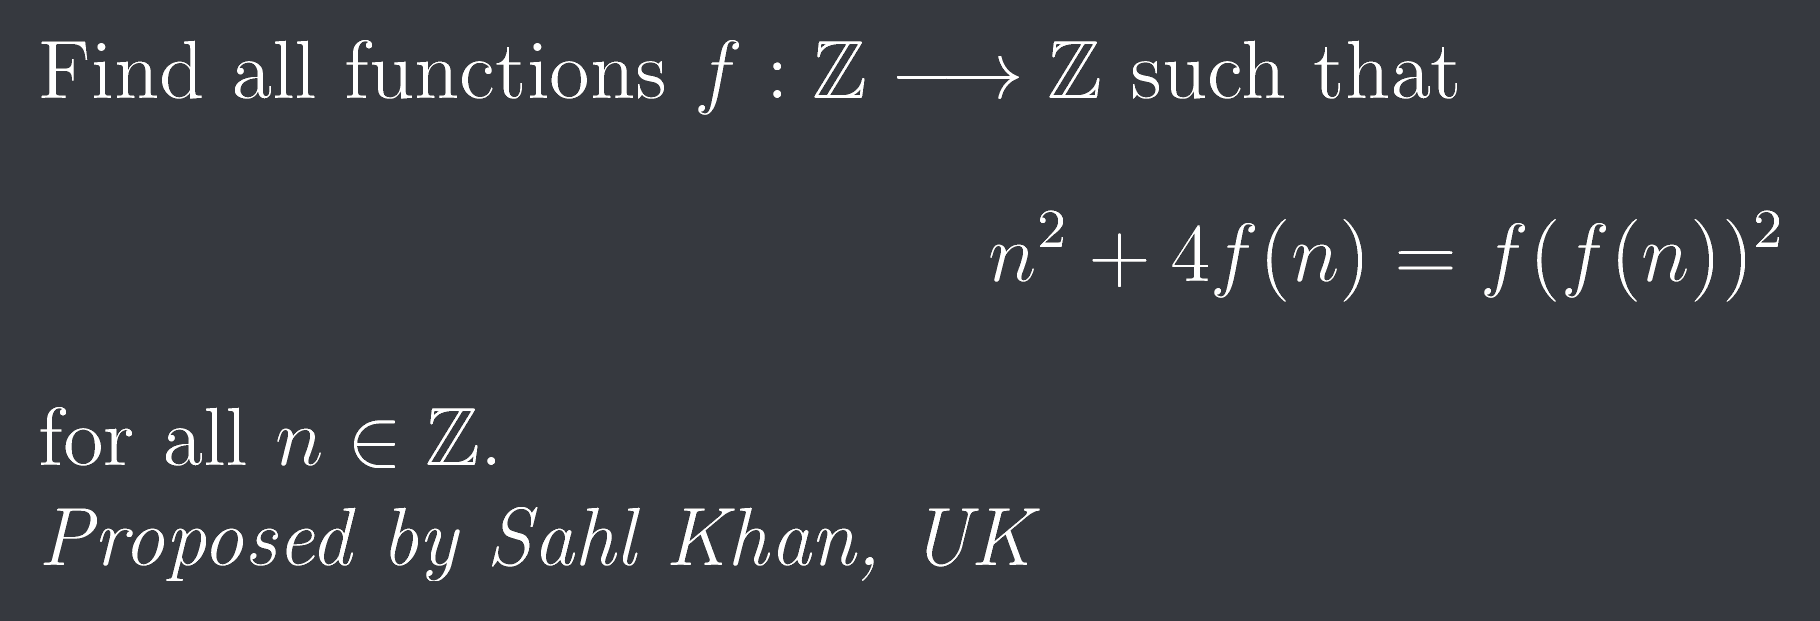 Find all functions f : ℤ ⟶ ℤ such that
n² + 4f(n) = f(f(n))²
for all n ∈ ℤ.
Proposed by Sahl Khan, UK